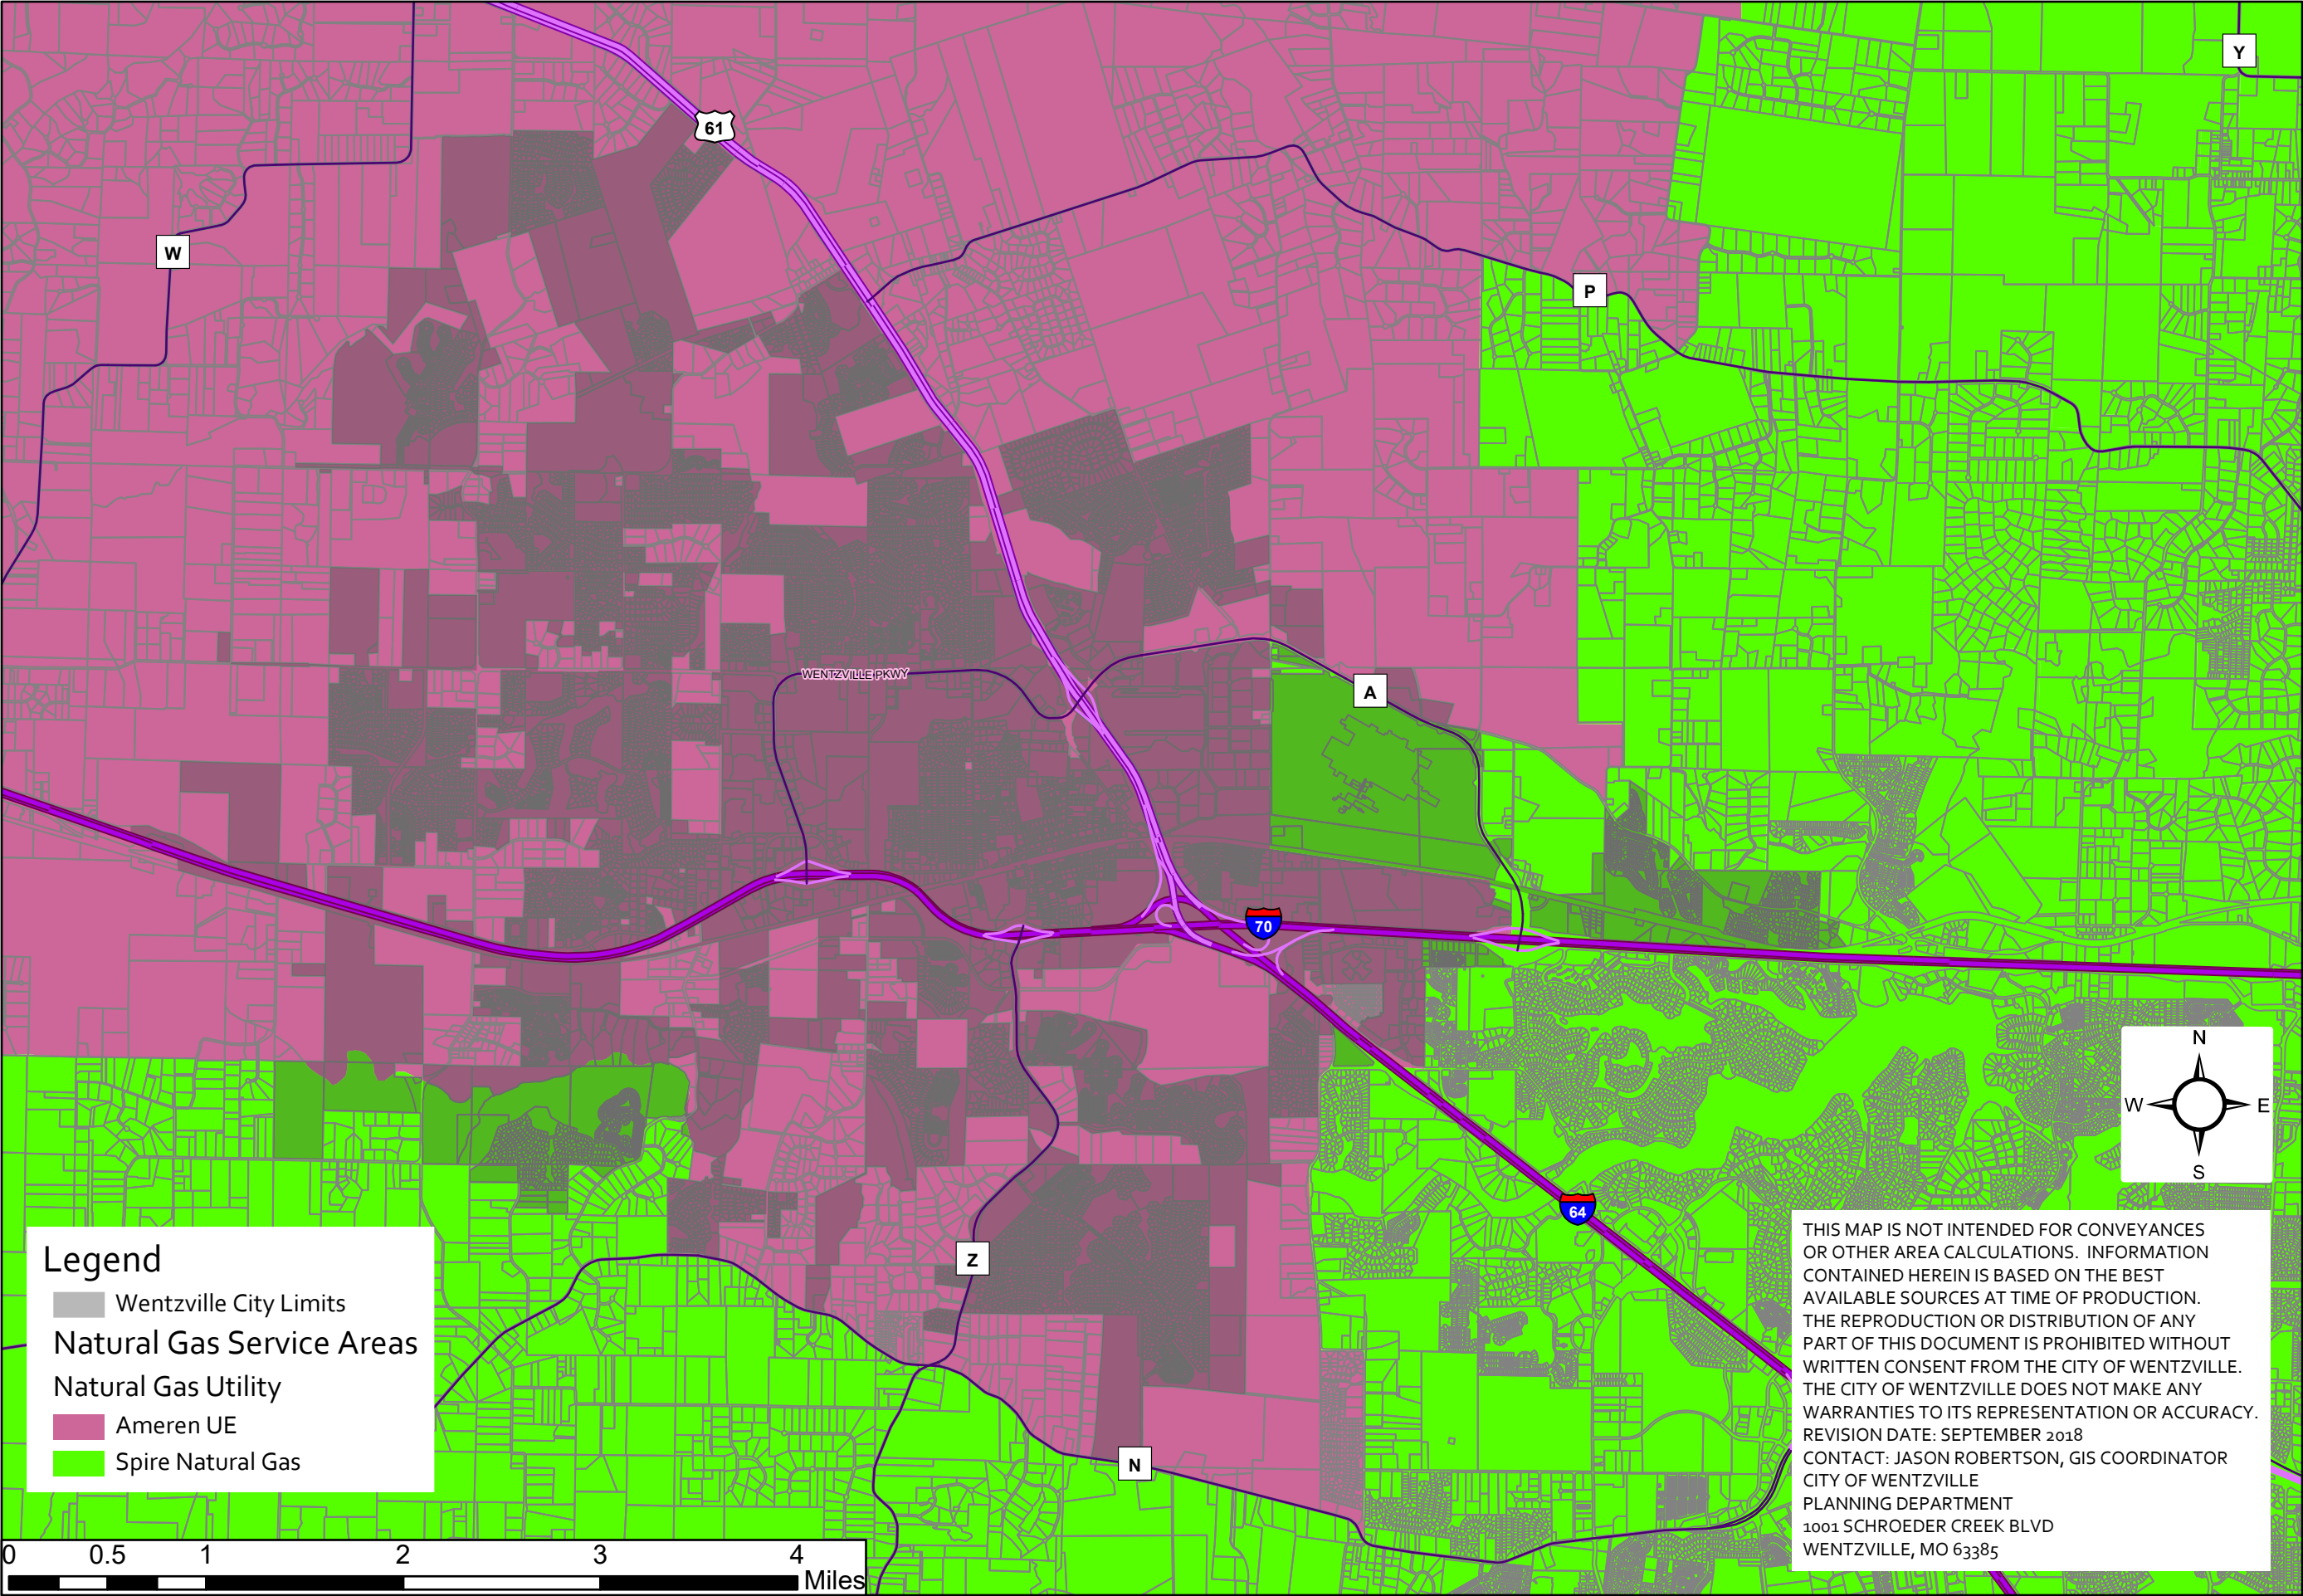 Y
61
W
P
WENTZVILLE PKWY
A
70
N
W E
S
64
Z
N
Legend
Wentzville City Limits
Natural Gas Service Areas
Natural Gas Utility
Ameren UE
Spire Natural Gas
THIS MAP IS NOT INTENDED FOR CONVEYANCES
OR OTHER AREA CALCULATIONS. INFORMATION
CONTAINED HEREIN IS BASED ON THE BEST
AVAILABLE SOURCES AT TIME OF PRODUCTION.
THE REPRODUCTION OR DISTRIBUTION OF ANY
PART OF THIS DOCUMENT IS PROHIBITED WITHOUT
WRITTEN CONSENT FROM THE CITY OF WENTZVILLE.
THE CITY OF WENTZVILLE DOES NOT MAKE ANY
WARRANTIES TO ITS REPRESENTATION OR ACCURACY.
REVISION DATE: SEPTEMBER 2018
CONTACT: JASON ROBERTSON, GIS COORDINATOR
CITY OF WENTZVILLE
PLANNING DEPARTMENT
1001 SCHROEDER CREEK BLVD
WENTZVILLE, MO 63385
0 0.5 1 2 3 4
Miles